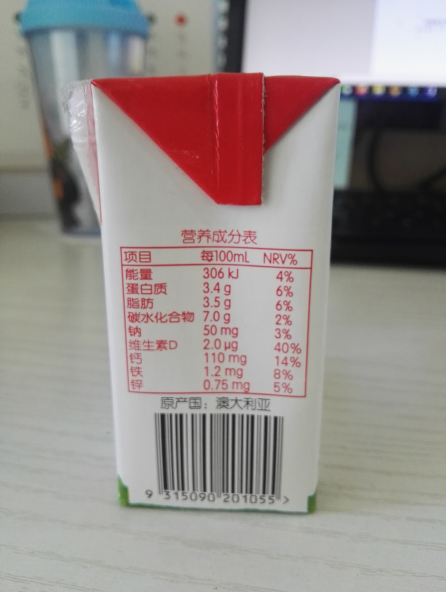 营养成分表
项目 每100mL NRV%
能量 306 kJ 4%
蛋白质 3.4 g 6%
脂肪 3.5 g 6%
碳水化合物 7.0 g 2%
钠 50 mg 3%
维生素D 2.0 μg 40%
钙 110 mg 14%
铁 1.2 mg 8%
锌 0.75 mg 5%
原产国：澳大利亚
9 315090 201055 >